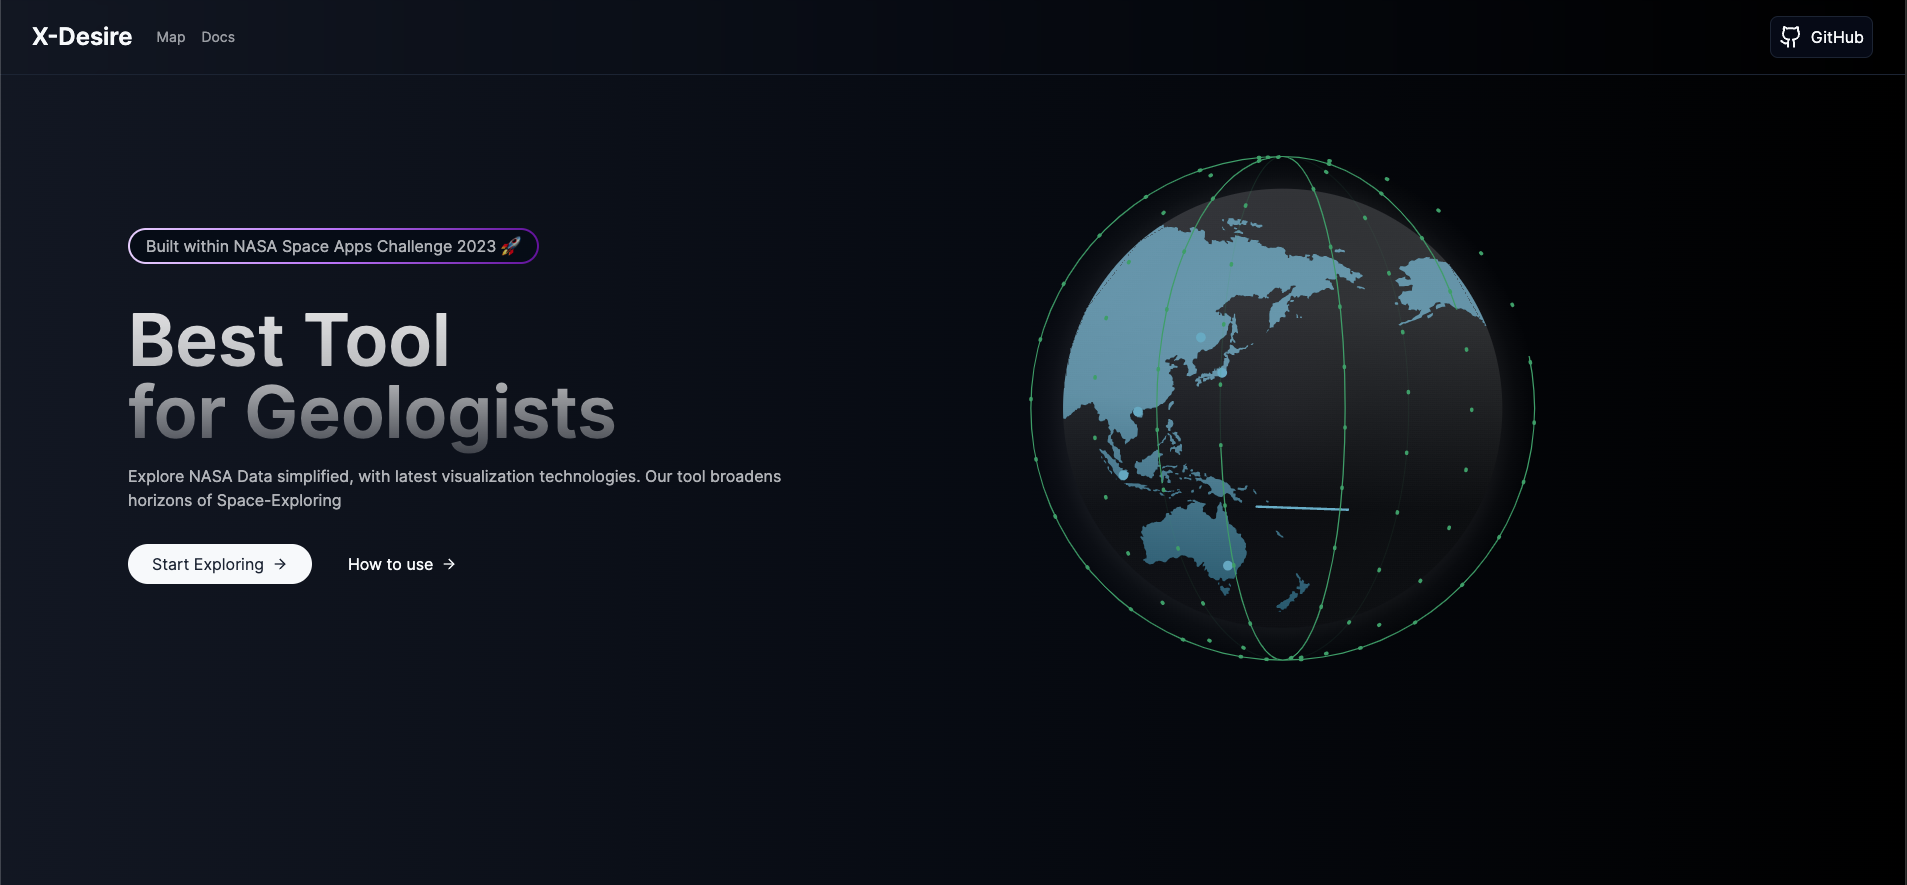 X-Desire Map Docs GitHub
Built within NASA Space Apps Challenge 2023 🚀
Best Tool
for Geologists
Explore NASA Data simplified, with latest visualization technologies. Our tool broadens
horizons of Space-Exploring
Start Exploring → How to use →